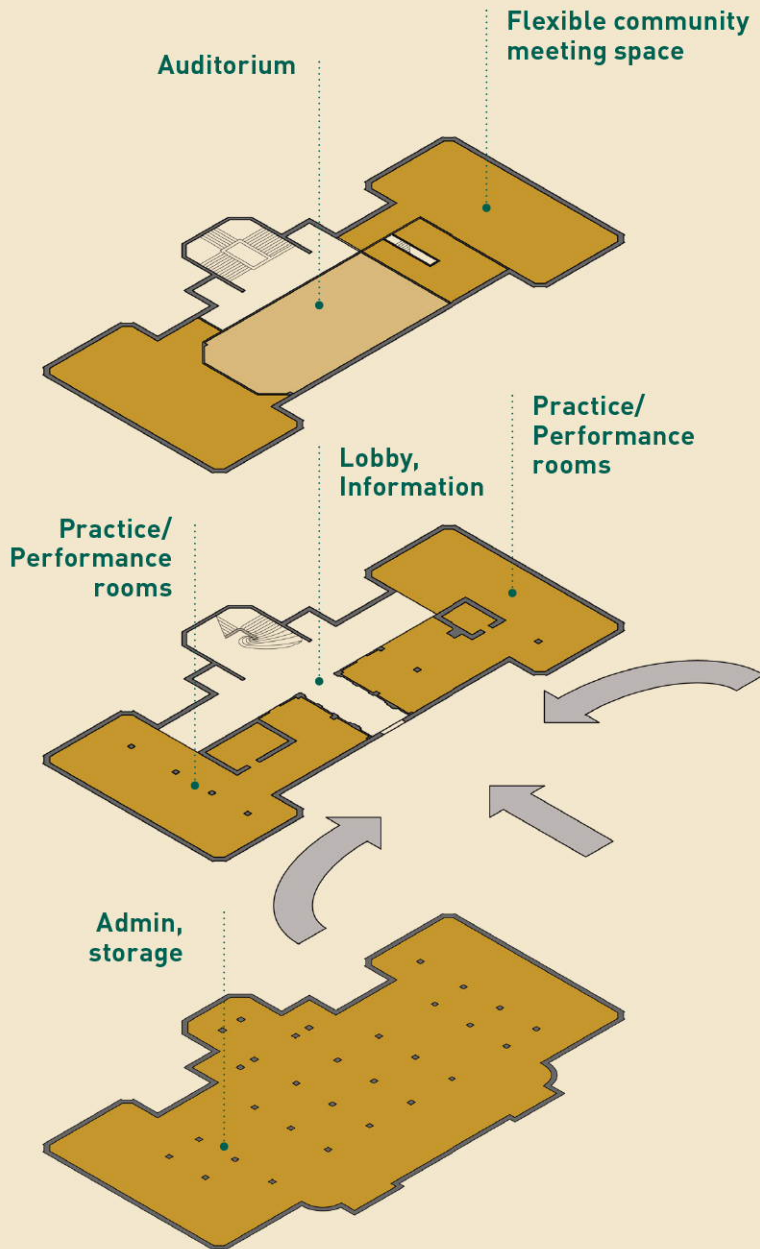 Flexible community
meeting space
Auditorium
Practice/
Performance
rooms
Lobby,
Information
Practice/
Performance
rooms
Admin,
storage